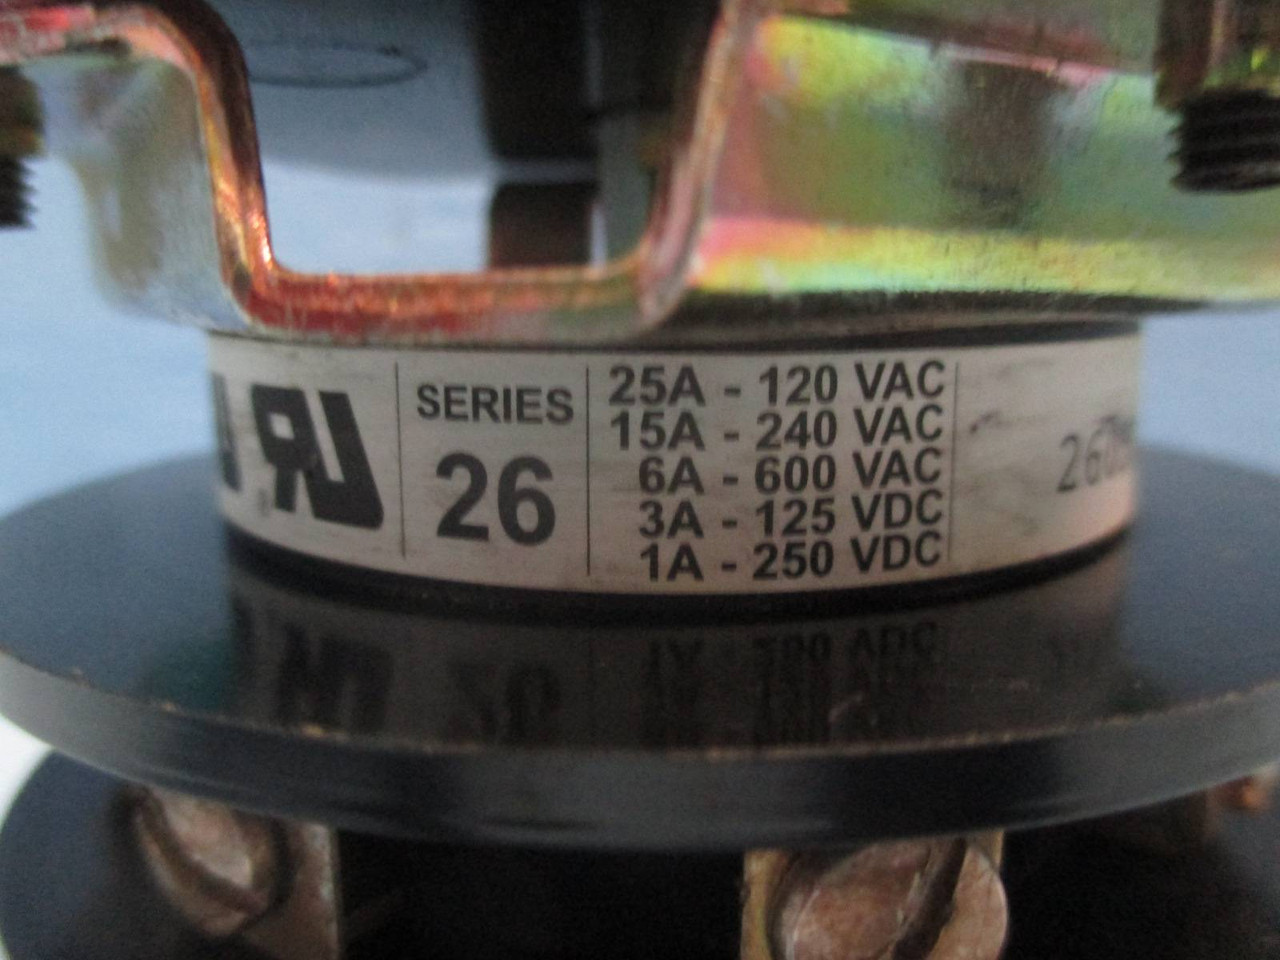 SERIES
26
25A - 120 VAC
15A - 240 VAC
6A - 600 VAC
3A - 125 VDC
1A - 250 VDC